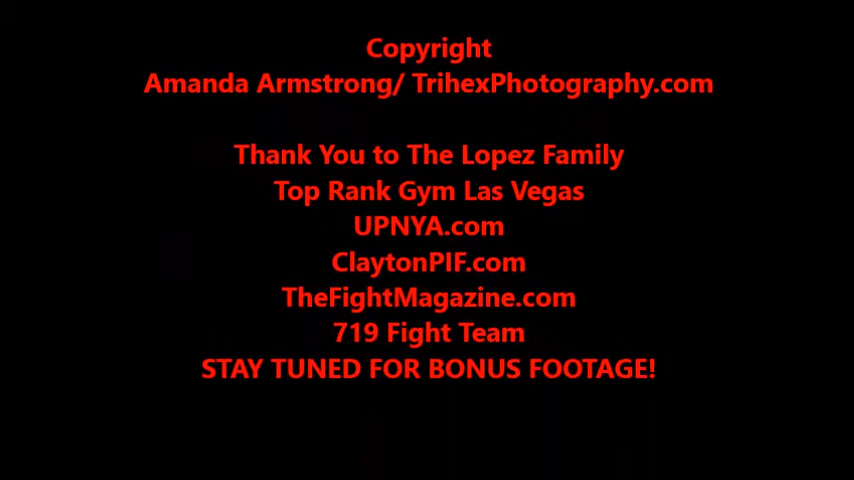 Copyright
Amanda Armstrong/ TrihexPhotography.com
Thank You to The Lopez Family
Top Rank Gym Las Vegas
UPNYA.com
ClaytonPIF.com
TheFightMagazine.com
719 Fight Team
STAY TUNED FOR BONUS FOOTAGE!